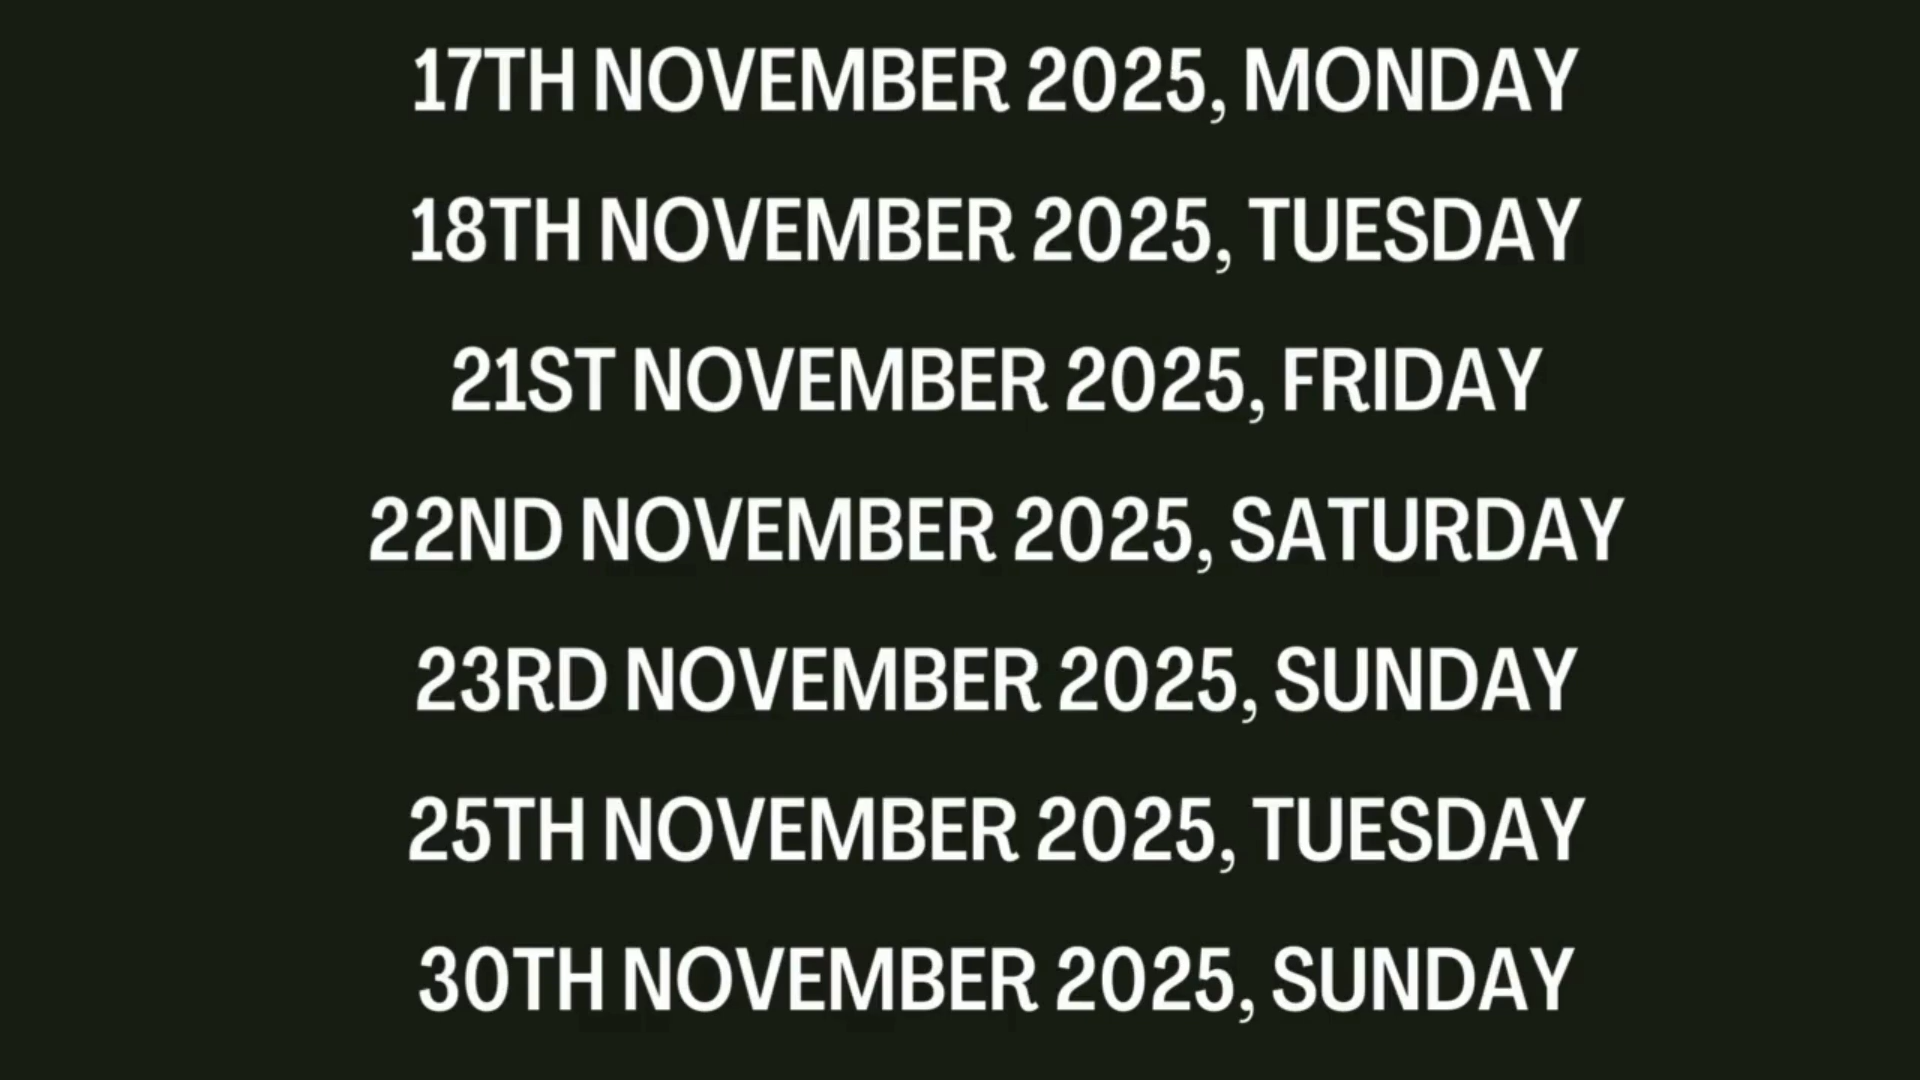 17TH NOVEMBER 2025, MONDAY
18TH NOVEMBER 2025, TUESDAY
21ST NOVEMBER 2025, FRIDAY
22ND NOVEMBER 2025, SATURDAY
23RD NOVEMBER 2025, SUNDAY
25TH NOVEMBER 2025, TUESDAY
30TH NOVEMBER 2025, SUNDAY